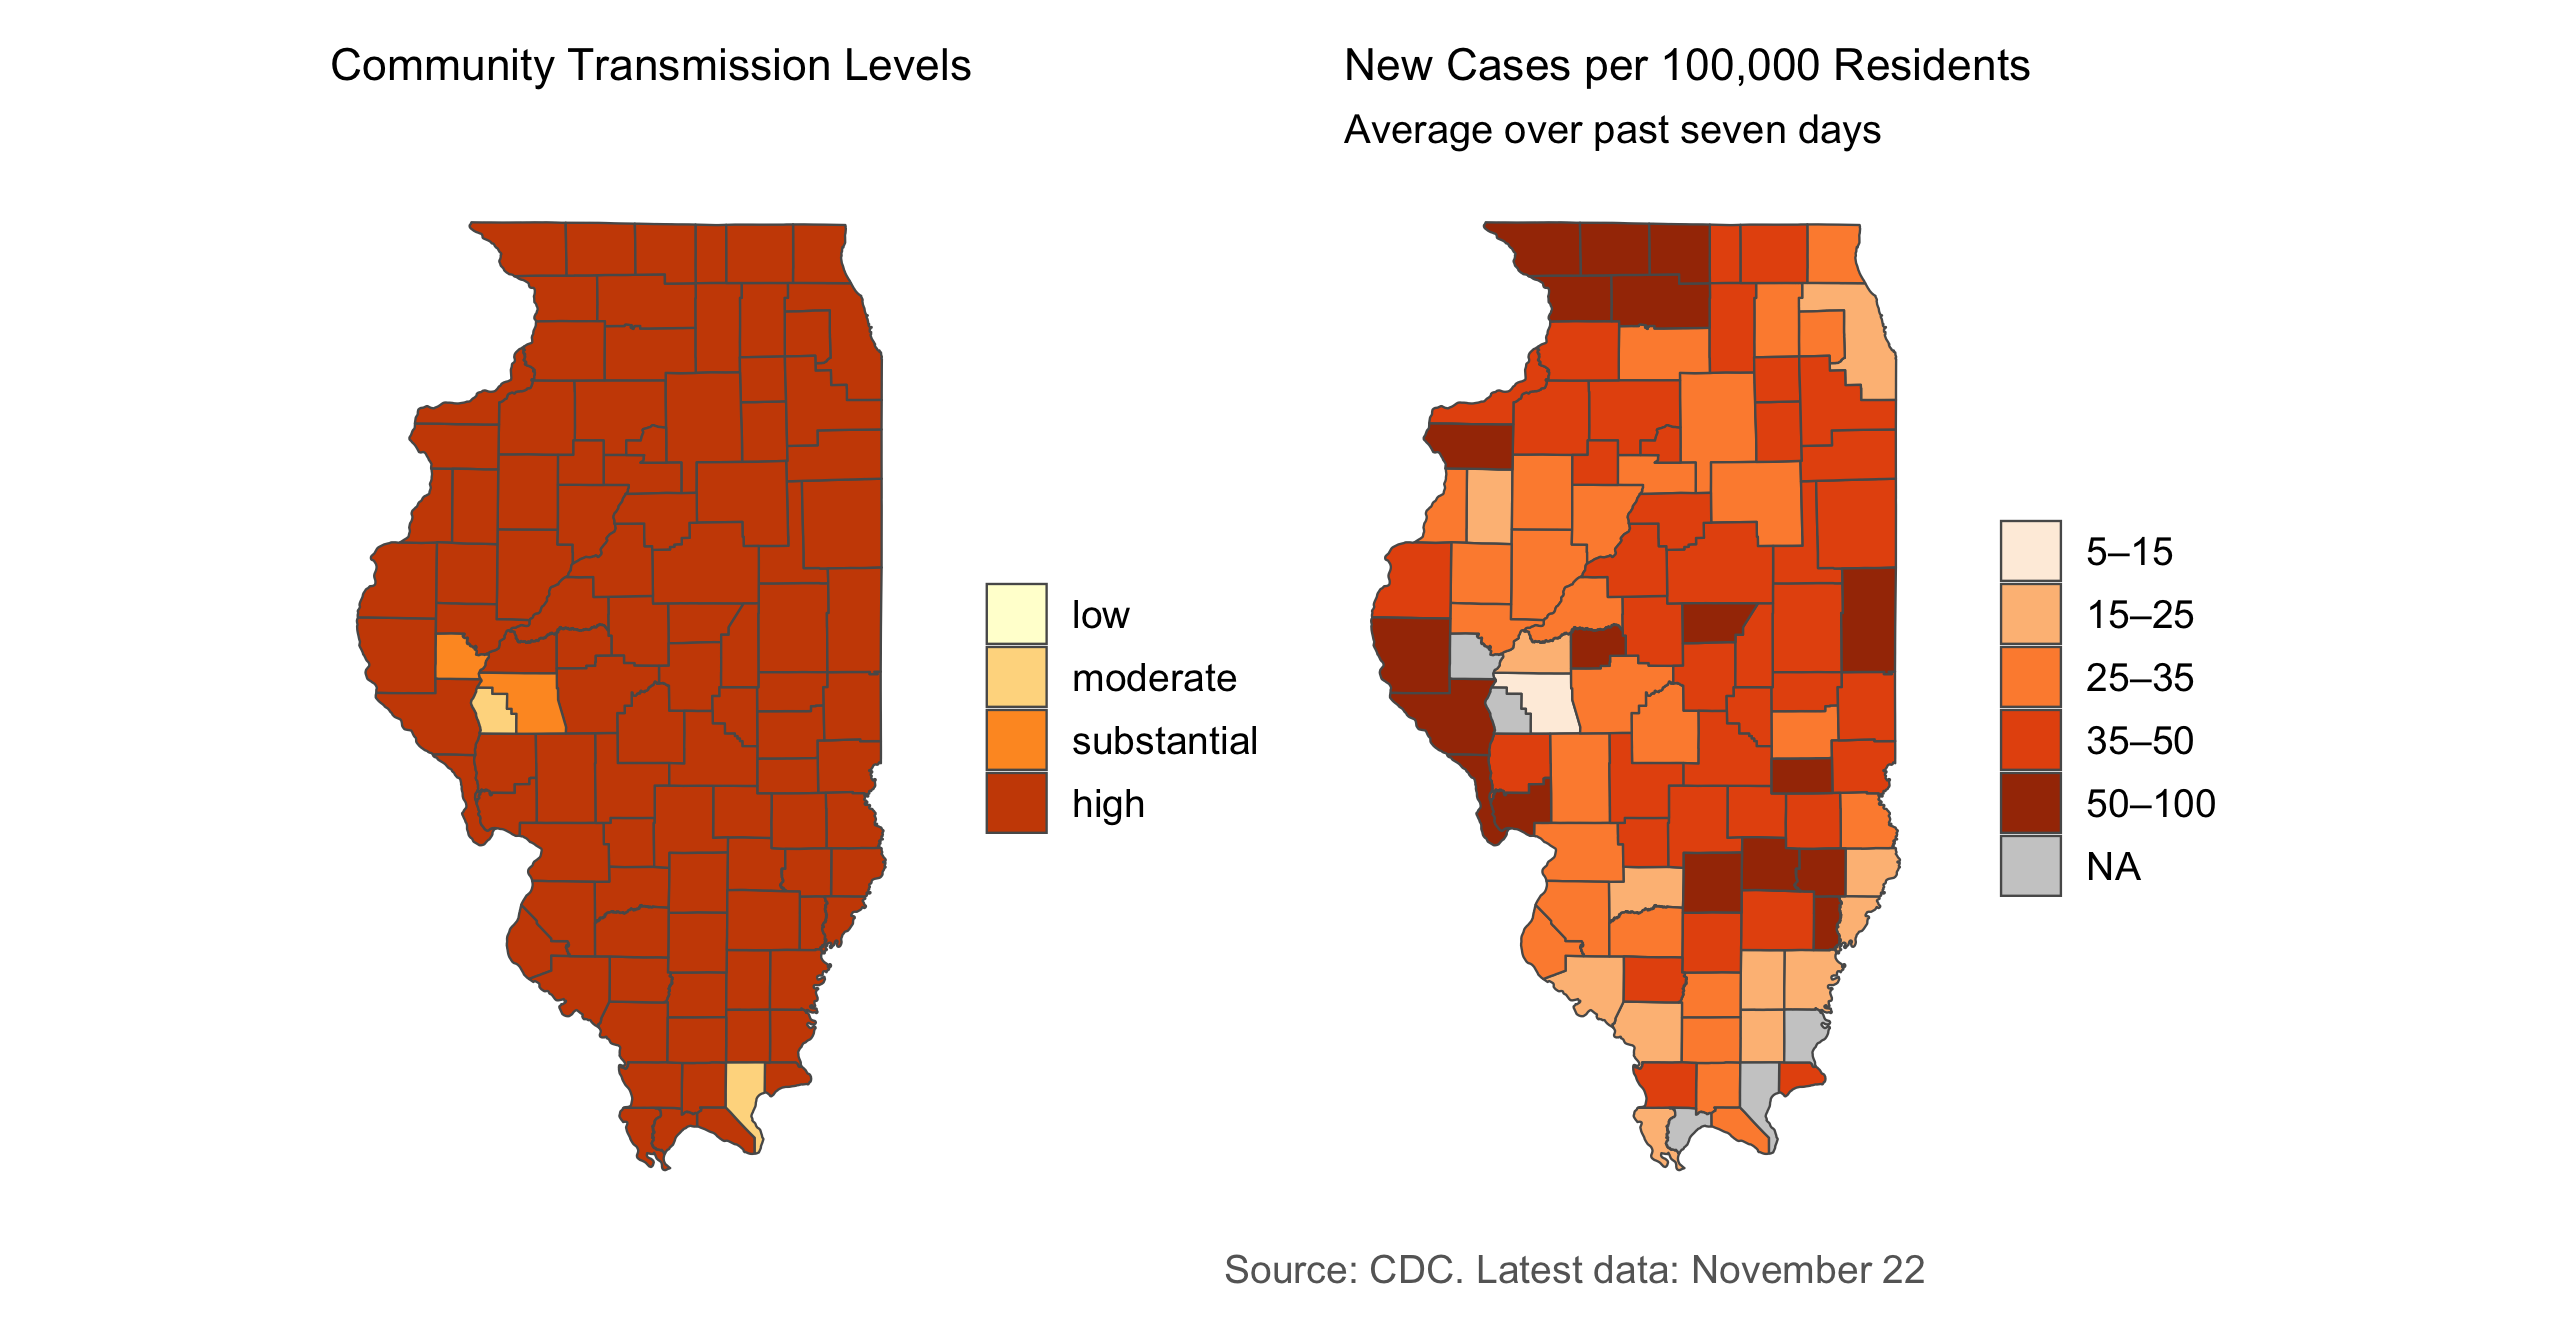 Community Transmission Levels
New Cases per 100,000 Residents
Average over past seven days
low
moderate
substantial
high
5–15
15–25
25–35
35–50
50–100
NA
Source: CDC. Latest data: November 22